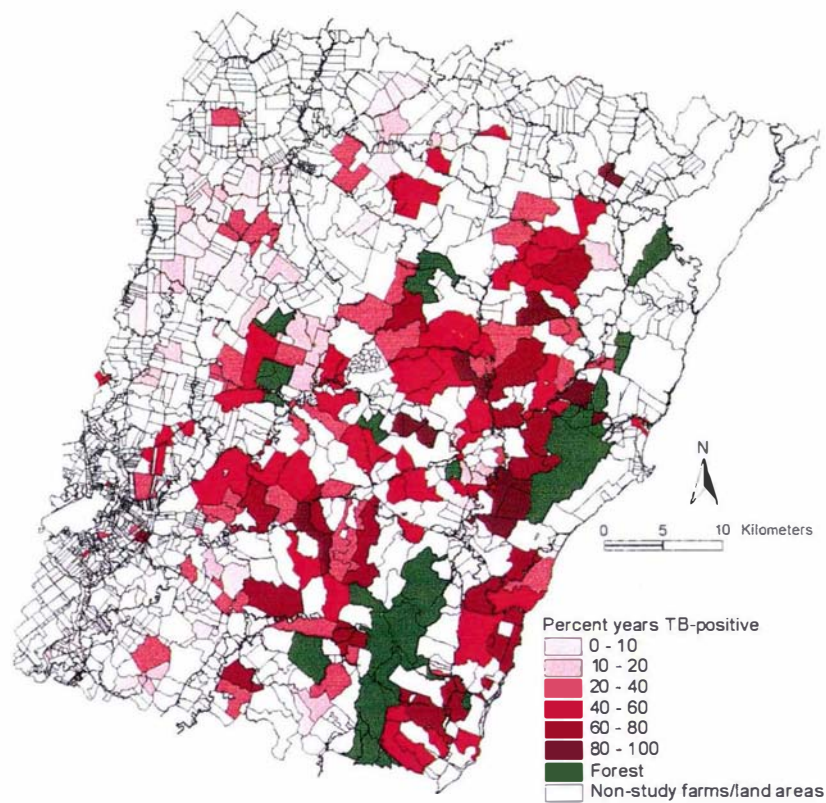 N
0 5 10 Kilometers
Percent years TB-positive
0 - 10
10 - 20
20 - 40
40 - 60
60 - 80
80 - 100
Forest
Non-study farms/land areas